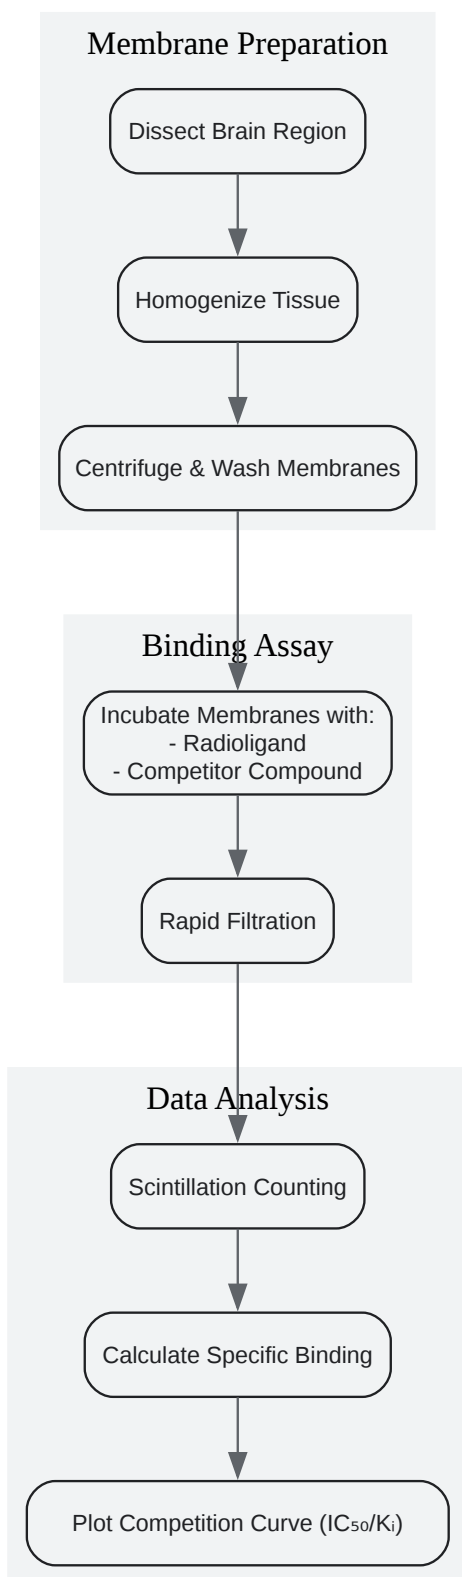 Membrane Preparation
Dissect Brain Region
Homogenize Tissue
Centrifuge & Wash Membranes
Binding Assay
Incubate Membranes with:
- Radioligand
- Competitor Compound
Rapid Filtration
Data Analysis
Scintillation Counting
Calculate Specific Binding
Plot Competition Curve (IC₅₀/Kᵢ)